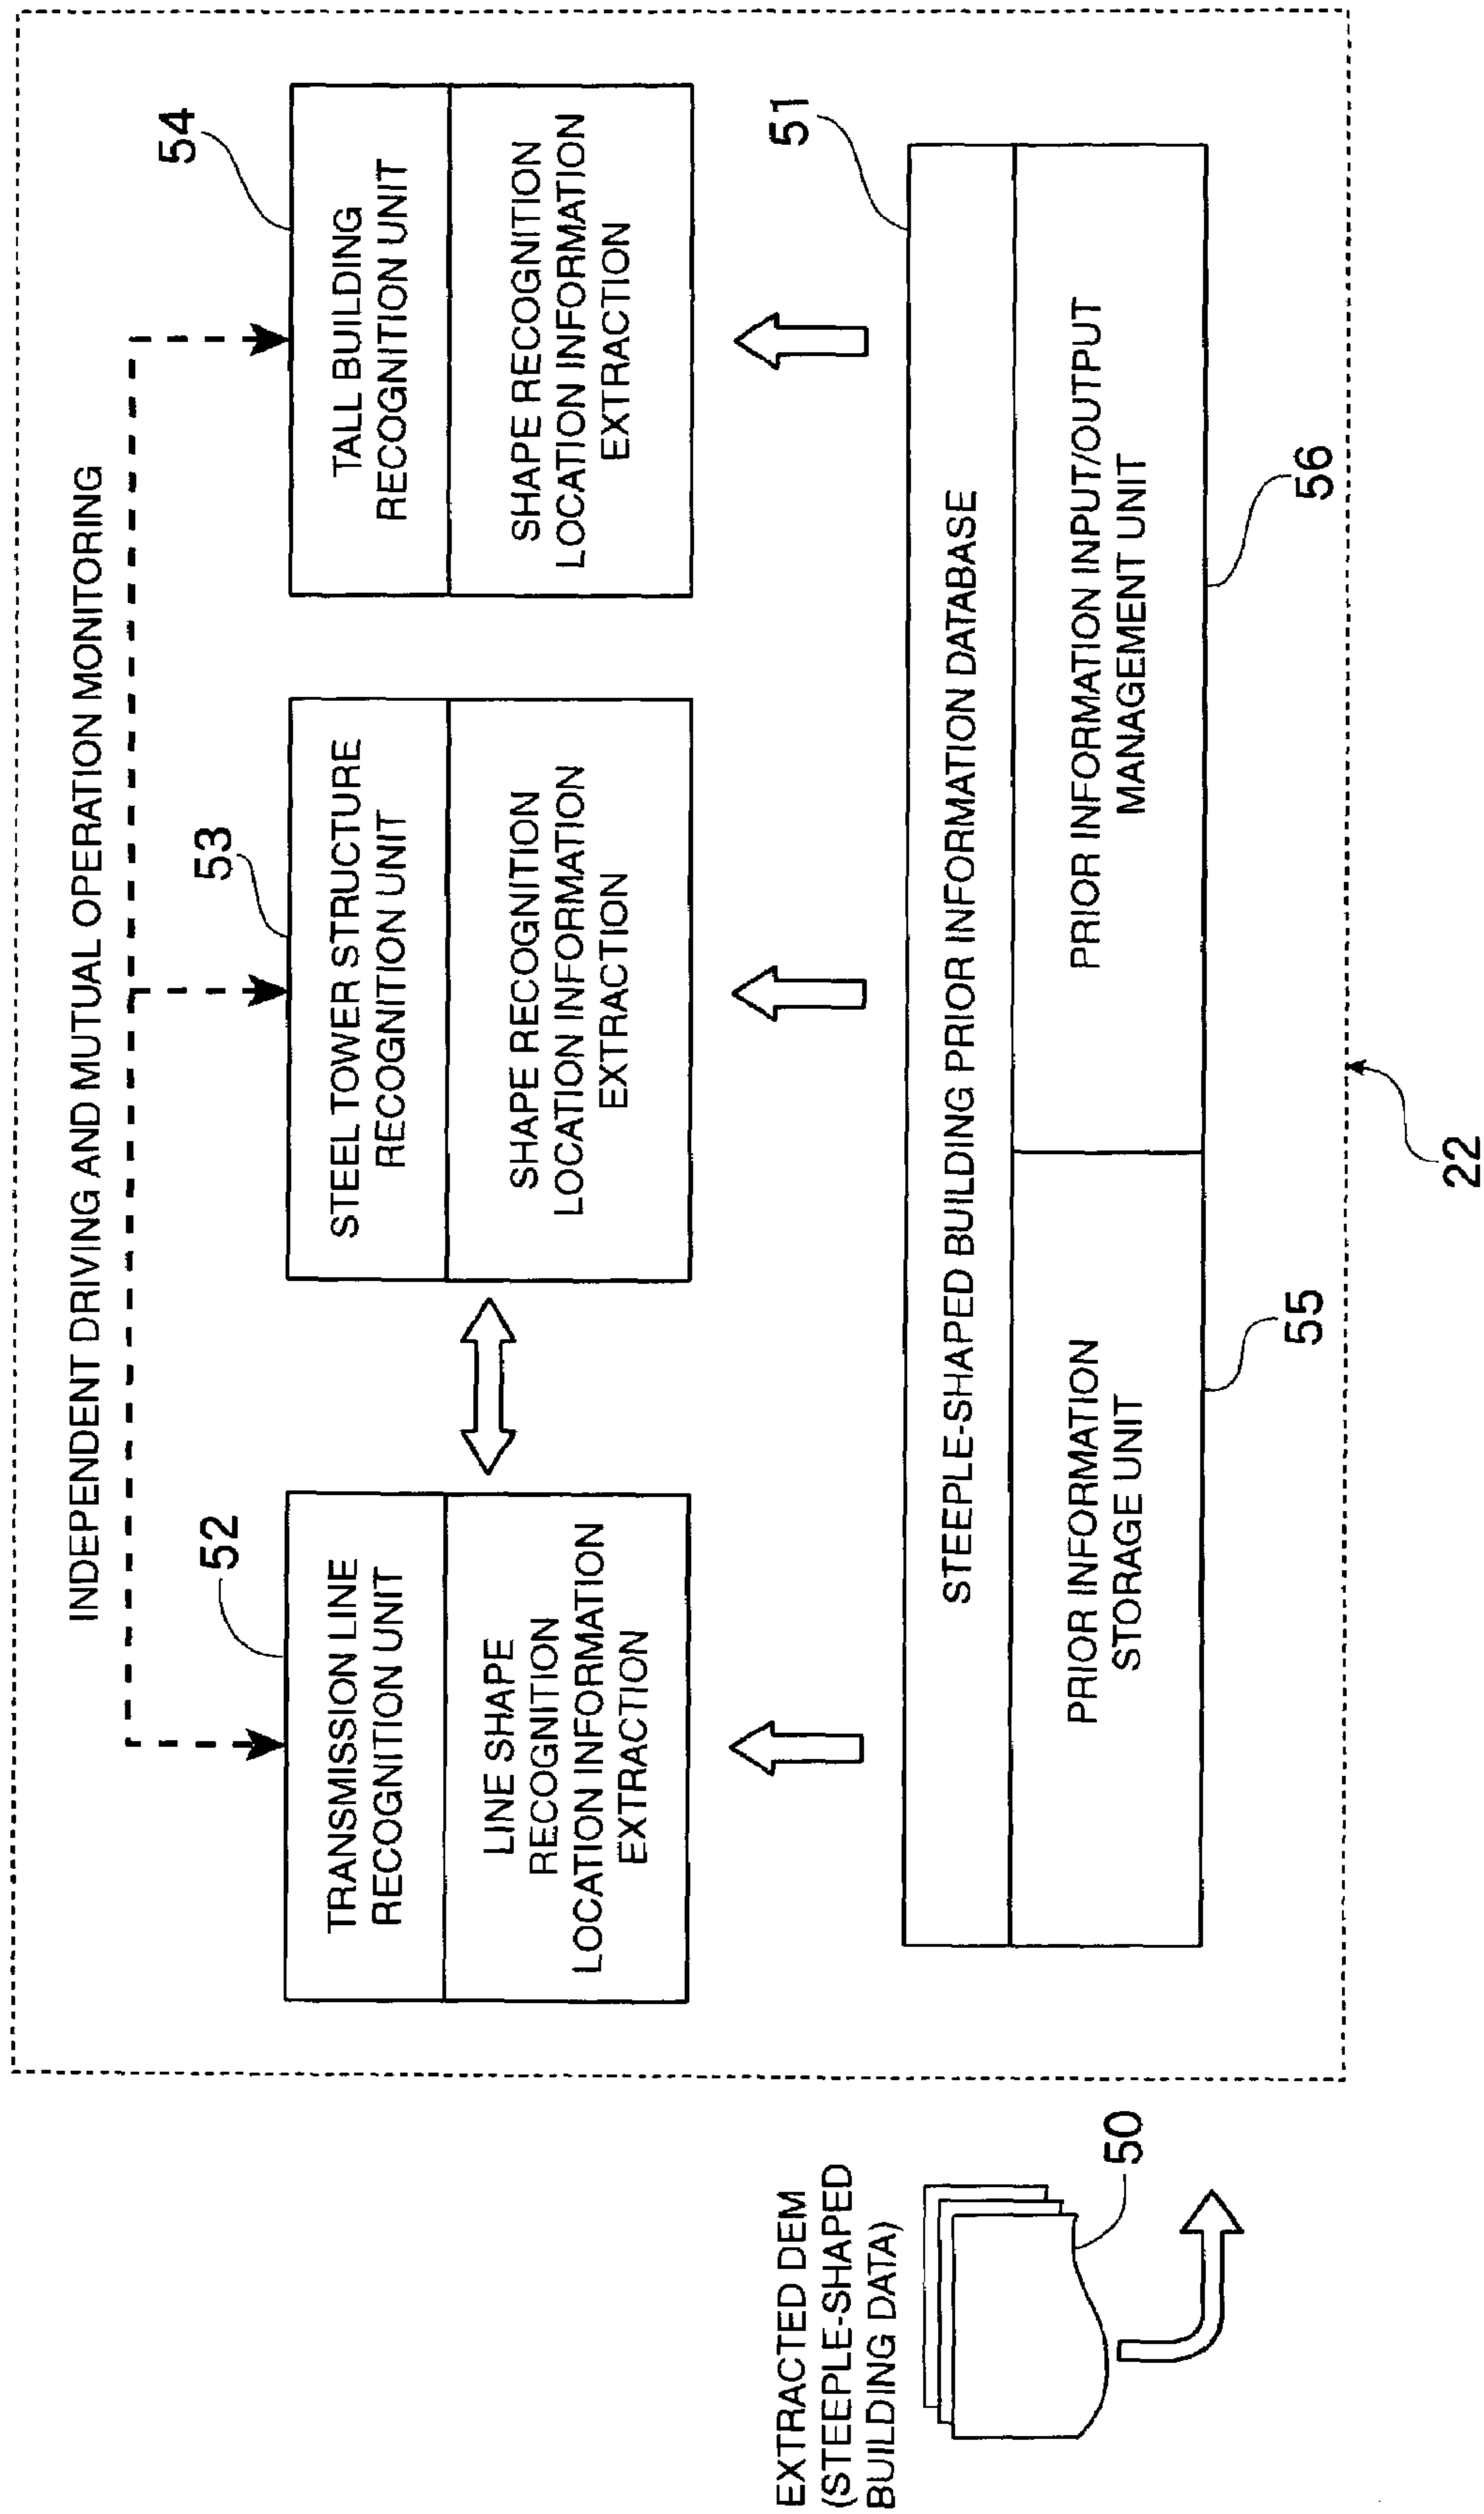 INDEPENDENT DRIVING AND MUTUAL OPERATION MONITORING
52
TRANSMISSION LINE
RECOGNITION UNIT
LINE SHAPE
RECOGNITION
LOCATION INFORMATION
EXTRACTION
53
STEEL TOWER STRUCTURE
RECOGNITION UNIT
SHAPE RECOGNITION
LOCATION INFORMATION
EXTRACTION
54
TALL BUILDING
RECOGNITION UNIT
SHAPE RECOGNITION
LOCATION INFORMATION
EXTRACTION
51
STEEPLE-SHAPED BUILDING PRIOR INFORMATION DATABASE
PRIOR INFORMATION
STORAGE UNIT
PRIOR INFORMATION INPUT/OUTPUT
MANAGEMENT UNIT
55
56
22
EXTRACTED DEM
(STEEPLE-SHAPED
BUILDING DATA)
50